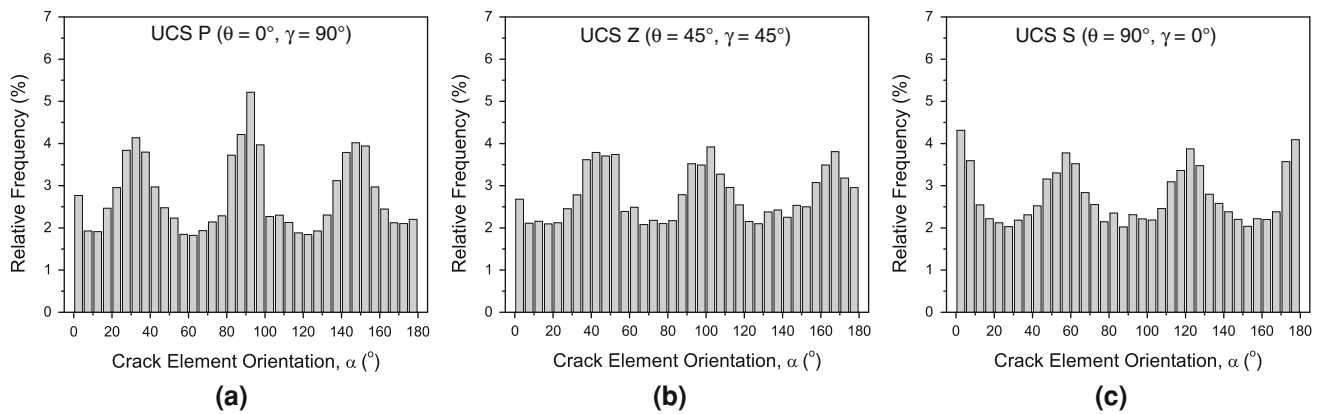 UCS P (θ = 0°, γ = 90°)
Relative Frequency (%)
7
6
5
4
3
2
1
0
0 20 40 60 80 100 120 140 160 180
Crack Element Orientation, α (°)
(a)
UCS Z (θ = 45°, γ = 45°)
Relative Frequency (%)
7
6
5
4
3
2
1
0
0 20 40 60 80 100 120 140 160 180
Crack Element Orientation, α (°)
(b)
UCS S (θ = 90°, γ = 0°)
Relative Frequency (%)
7
6
5
4
3
2
1
0
0 20 40 60 80 100 120 140 160 180
Crack Element Orientation, α (°)
(c)